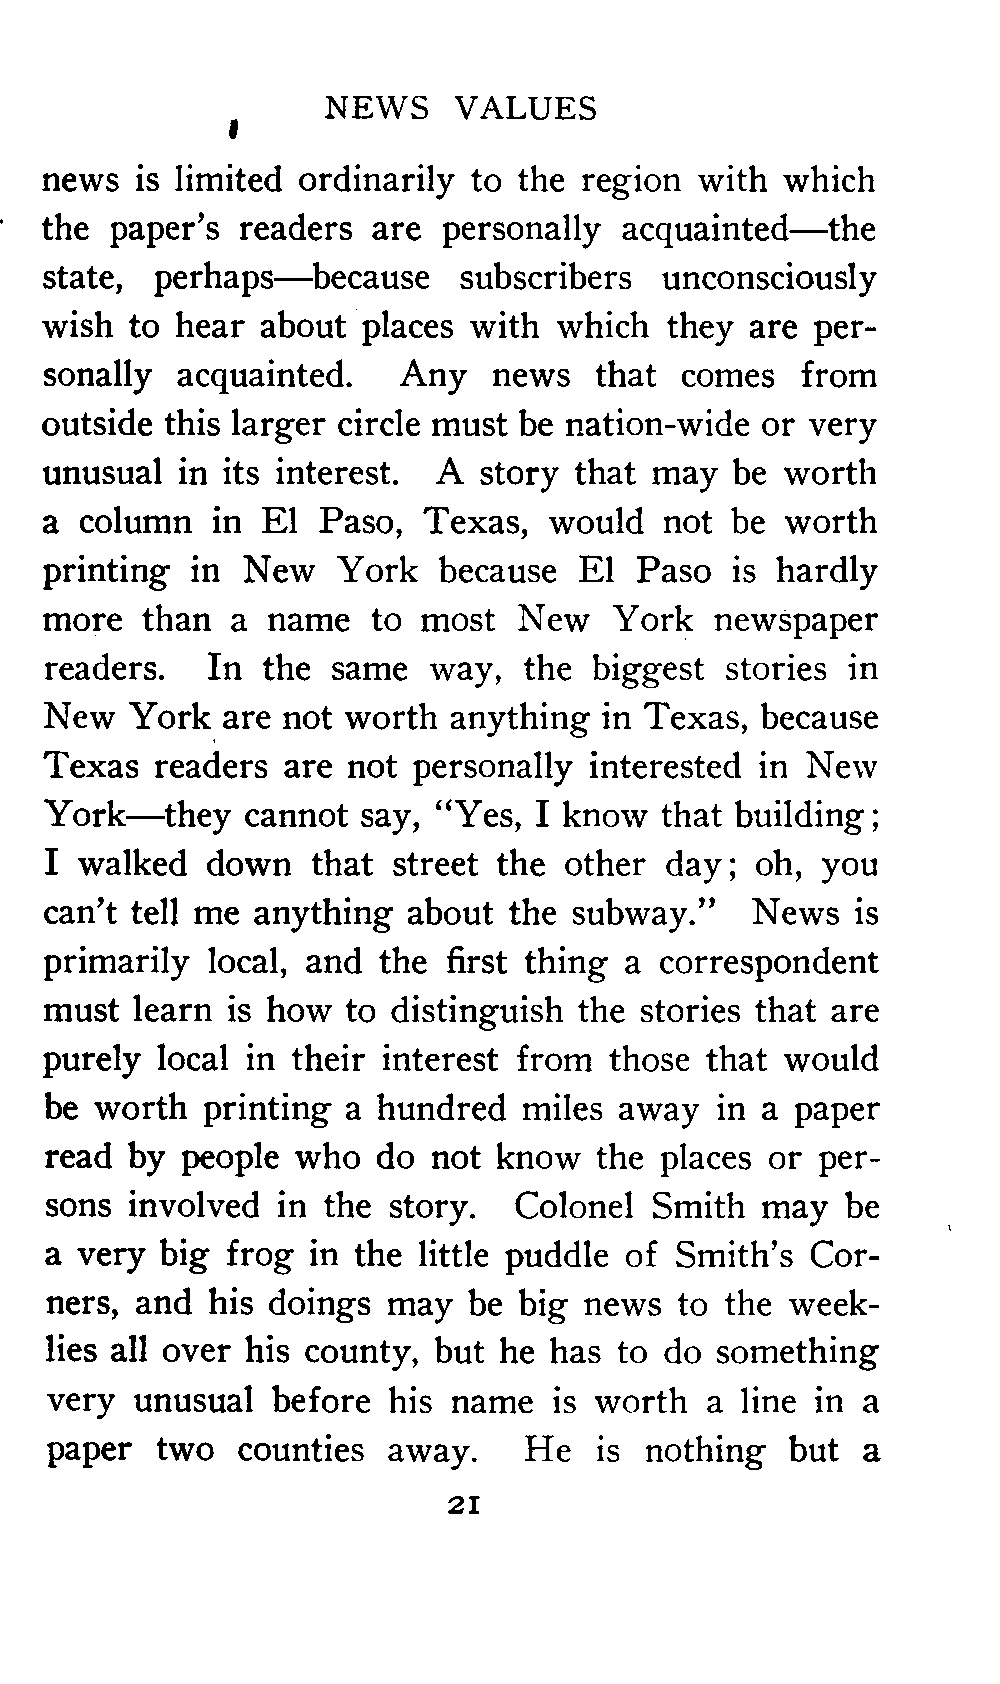 NEWS VALUES
news is limited ordinarily to the region with which
the paper's readers are personally acquainted—the
state, perhaps—because subscribers unconsciously
wish to hear about places with which they are per-
sonally acquainted. Any news that comes from
outside this larger circle must be nation-wide or very
unusual in its interest. A story that may be worth
a column in El Paso, Texas, would not be worth
printing in New York because El Paso is hardly
more than a name to most New York newspaper
readers. In the same way, the biggest stories in
New York are not worth anything in Texas, because
Texas readers are not personally interested in New
York—they cannot say, “Yes, I know that building;
I walked down that street the other day; oh, you
can't tell me anything about the subway.” News is
primarily local, and the first thing a correspondent
must learn is how to distinguish the stories that are
purely local in their interest from those that would
be worth printing a hundred miles away in a paper
read by people who do not know the places or per-
sons involved in the story. Colonel Smith may be
a very big frog in the little puddle of Smith's Cor-
ners, and his doings may be big news to the week-
lies all over his county, but he has to do something
very unusual before his name is worth a line in a
paper two counties away. He is nothing but a
21